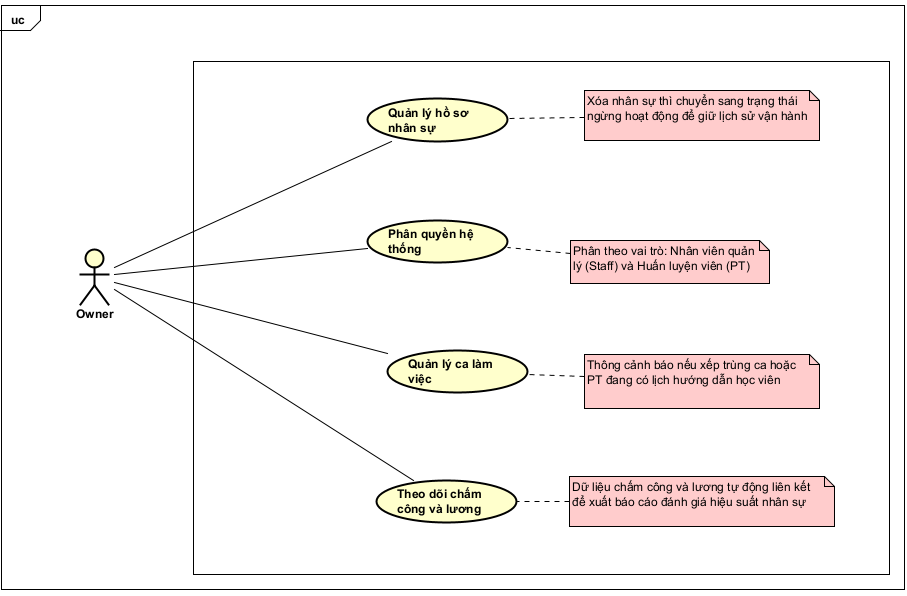 uc
Quản lý hồ sơ
nhân sự
Xóa nhân sự thì chuyển sang trạng thái
ngừng hoạt động để giữ lịch sử vận hành
Phân quyền hệ
thống
Phân theo vai trò: Nhân viên quản
lý (Staff) và Huấn luyện viên (PT)
Owner
Quản lý ca làm
việc
Thông cảnh báo nếu xếp trùng ca hoặc
PT đang có lịch hướng dẫn học viên
Theo dõi chấm
công và lương
Dữ liệu chấm công và lương tự động liên kết
để xuất báo cáo đánh giá hiệu suất nhân sự